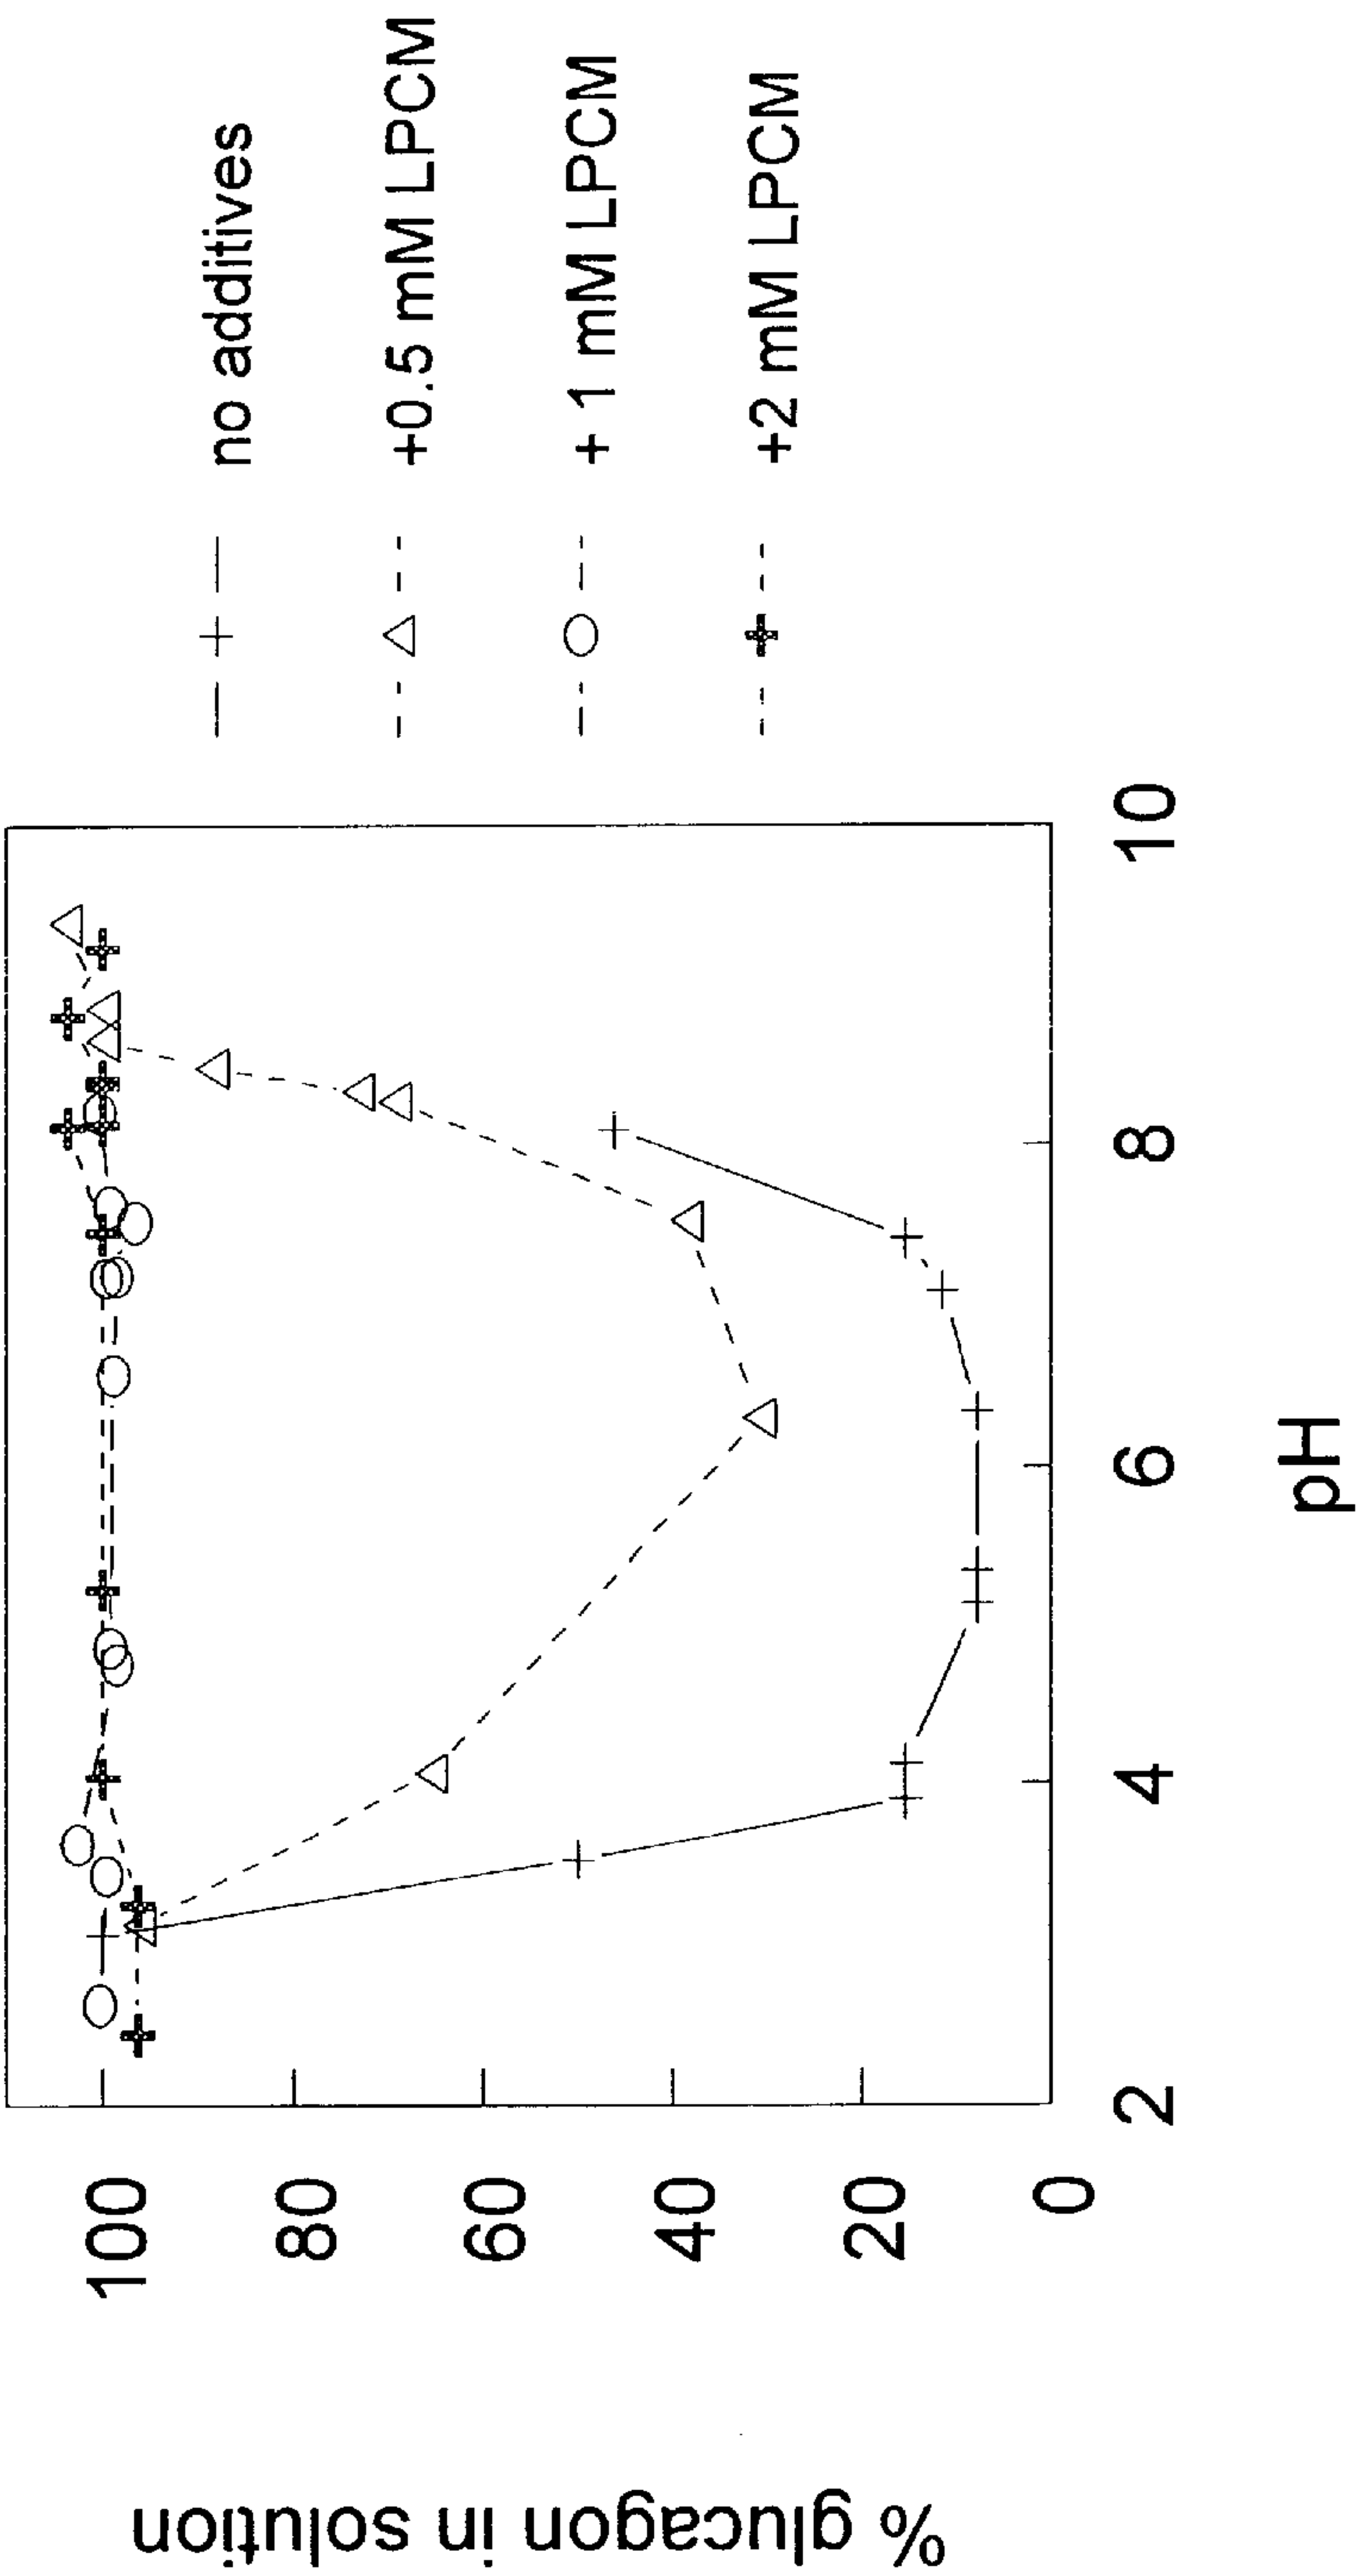 % glucagon in solution
100
80
60
40
20
0
2
4
6
8
10
pH
no additives
+0.5 mM LPCM
+ 1 mM LPCM
+2 mM LPCM